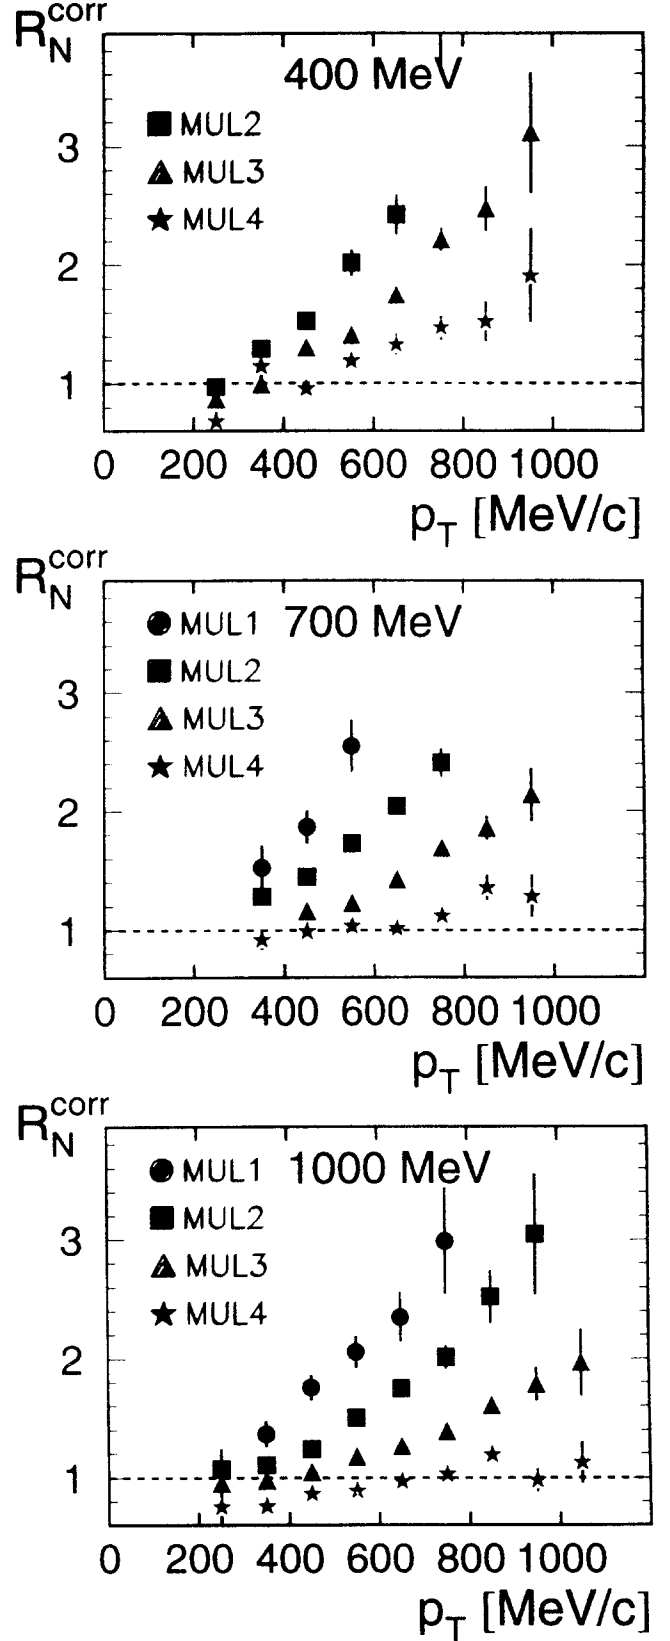 R_N^corr
400 MeV
MUL2
3
MUL3
MUL4
2
1
0 200 400 600 800 1000
p_T [MeV/c]
R_N^corr
MUL1 700 MeV
MUL2
3
MUL3
MUL4
2
1
0 200 400 600 800 1000
p_T [MeV/c]
R_N^corr
MUL1 1000 MeV
MUL2
3
MUL3
MUL4
2
1
0 200 400 600 800 1000
p_T [MeV/c]